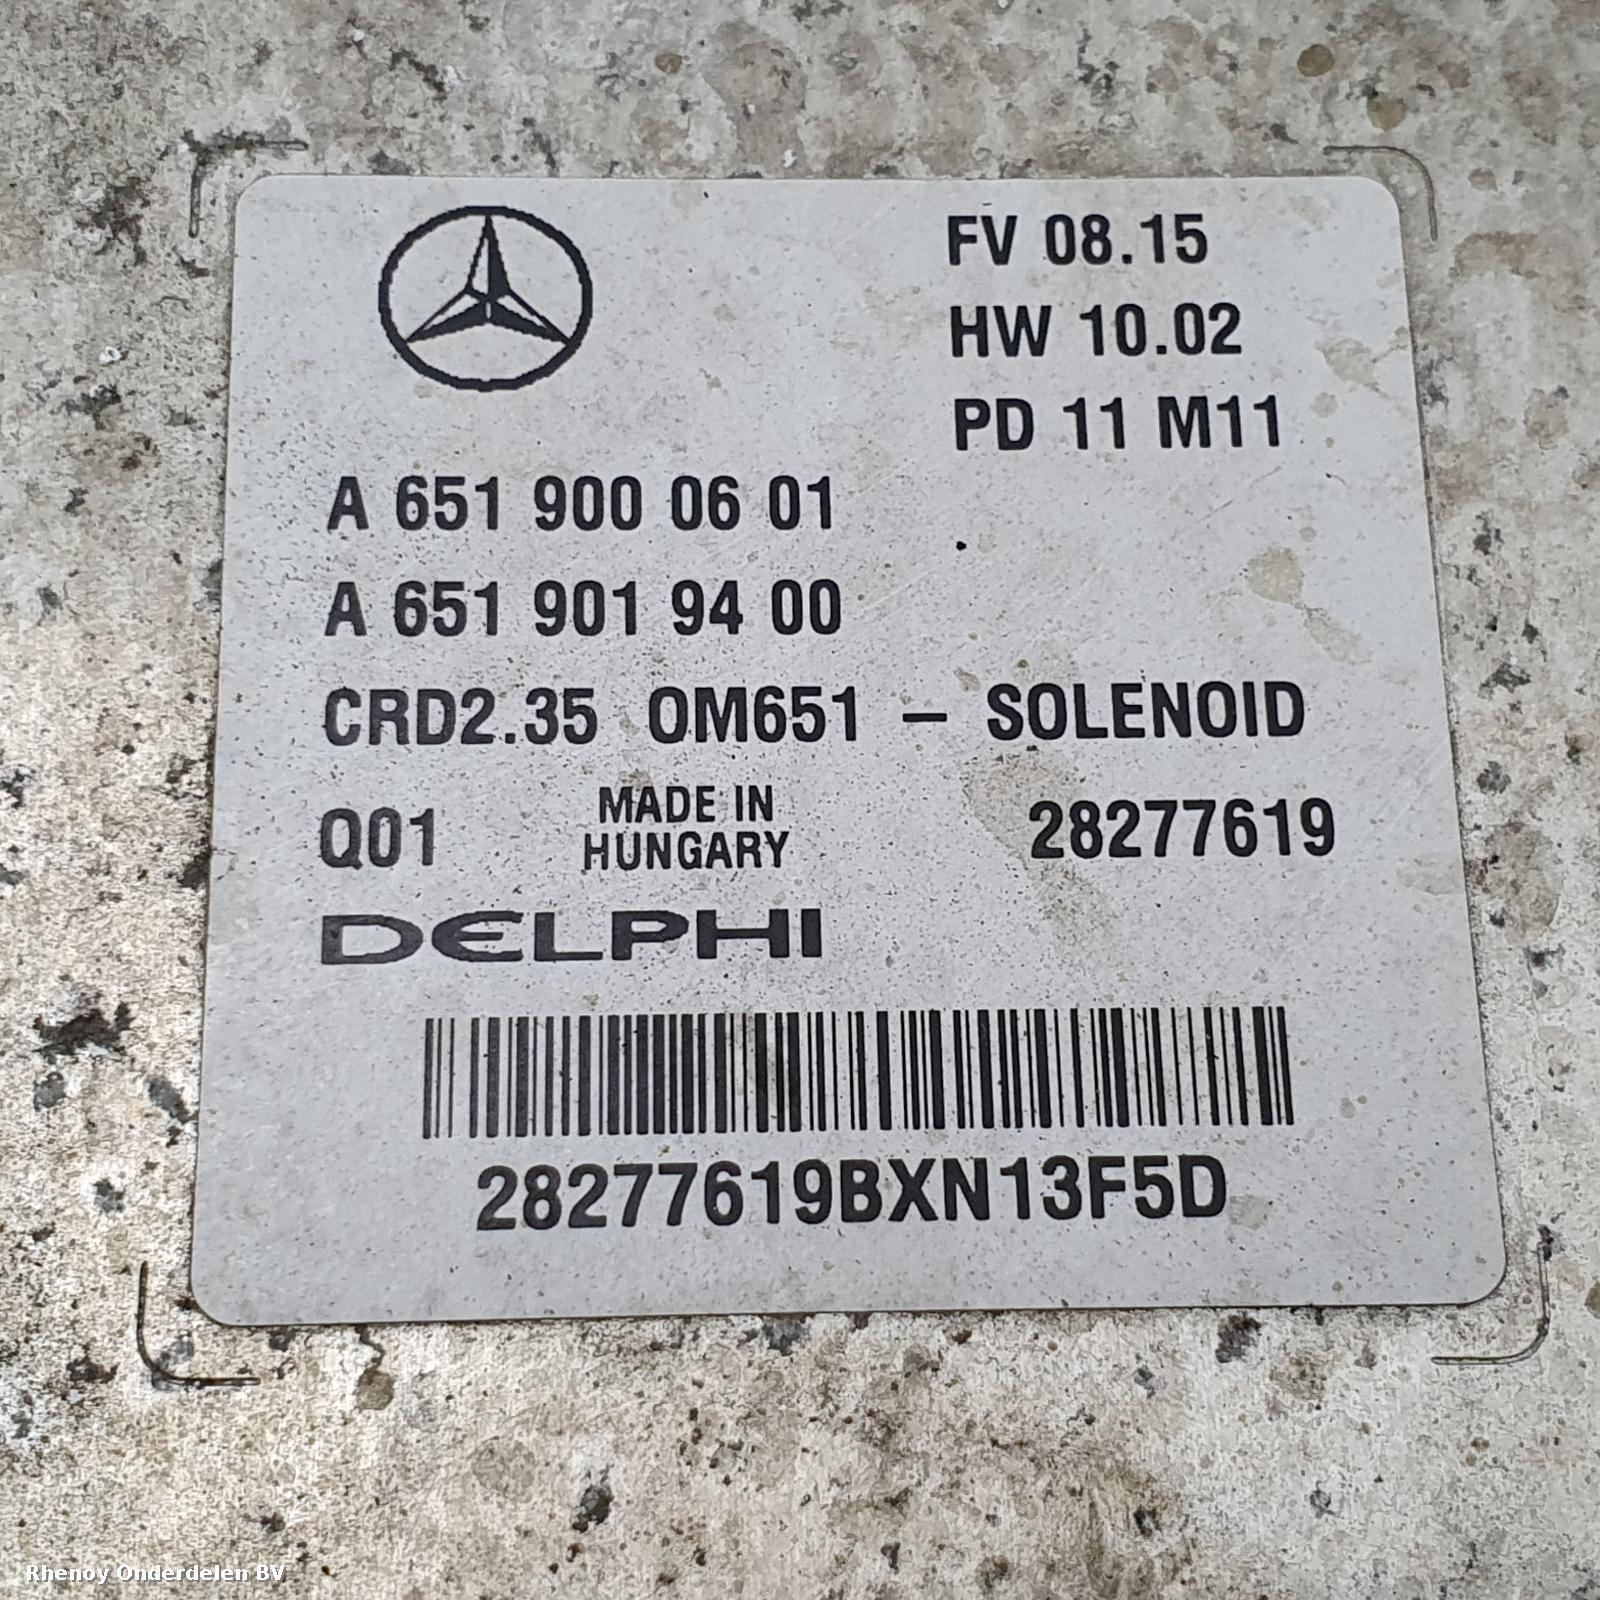 FV 08.15
HW 10.02
PD 11 M11
A 651 900 06 01
A 651 901 94 00
CRD2.35 OM651 – SOLENOID
Q01 MADE IN HUNGARY 28277619
DELPHI
28277619BXN13F5D
Rhenoy Onderdelen BV